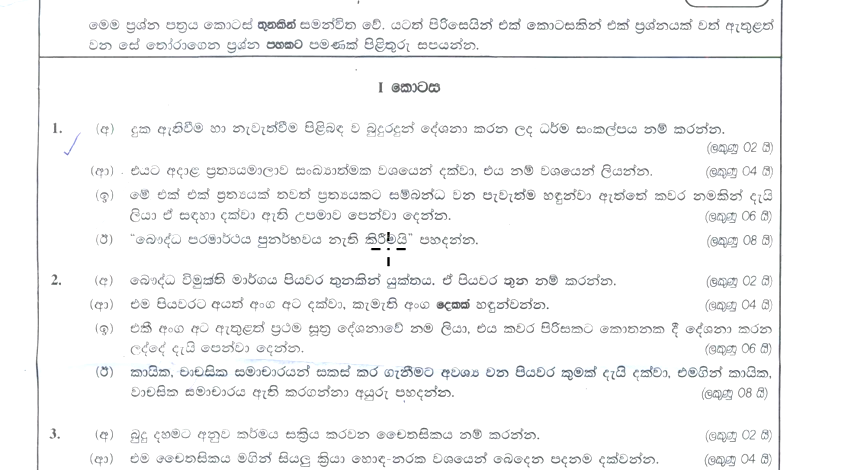 මෙම ප්‍රශ්න පත්‍රය කොටස් තුනකින් සමන්විත වේ. යටත් පිරිසෙයින් එක් කොටසකින් එක් ප්‍රශ්නයක් වත් ඇතුළත්
වන සේ තෝරාගෙන ප්‍රශ්න පහකට පමණක් පිළිතුරු සපයන්න.
I කොටස
1. (අ) දුක ඇතිවීම හා නැවැත්වීම පිළිබඳ ව බුදුරදුන් දේශනා කරන ලද ධර්ම සංකල්පය නම් කරන්න.
(ලකුණු 02 යි)
(ආ) එයට අදාළ ප්‍රත්‍යයමාලාව සංඛ්‍යාත්මක වශයෙන් දක්වා, එය නම් වශයෙන් ලියන්න. (ලකුණු 04 යි)
(ඉ) මේ එක් එක් ප්‍රත්‍යයක් තවත් ප්‍රත්‍යයකට සම්බන්ධ වන පැවැත්ම හඳුන්වා ඇත්තේ කවර නමකින් දැයි
ලියා ඒ සඳහා දක්වා ඇති උපමාව පෙන්වා දෙන්න. (ලකුණු 06 යි)
(ඊ) "බෞද්ධ පරමාර්ථය පුනර්භවය නැති කිරීමයි" පහදන්න. (ලකුණු 08 යි)
2. (අ) බෞද්ධ විමුක්ති මාර්ගය පියවර තුනකින් යුක්තය. ඒ පියවර තුන නම් කරන්න. (ලකුණු 02 යි)
(ආ) එම පියවරට අයත් අංග අට දක්වා, කැමැති අංග දෙකක් හඳුන්වන්න. (ලකුණු 04 යි)
(ඉ) එකී අංග අට ඇතුළත් ප්‍රථම සූත්‍ර දේශනාවේ නම ලියා, එය කවර පිරිසකට කොතනක දී දේශනා කරන
ලද්දේ දැයි පෙන්වා දෙන්න. (ලකුණු 06 යි)
(ඊ) කායික, වාචසික සමාචාරයන් සකස් කර ගැනීමට අවශ්‍ය වන පියවර කුමක් දැයි දක්වා, එමගින් කායික,
වාචසික සමාචාරය ඇති කරගන්නා අයුරු පහදන්න. (ලකුණු 08 යි)
3. (අ) බුදු දහමට අනුව කර්මය සක්‍රිය කරවන චෛතසිකය නම් කරන්න. (ලකුණු 02 යි)
(ආ) එම චෛතසිකය මගින් සියලු ක්‍රියා හොඳ-නරක වශයෙන් බෙදෙන පදනම දක්වන්න. (ලකුණු 04 යි)